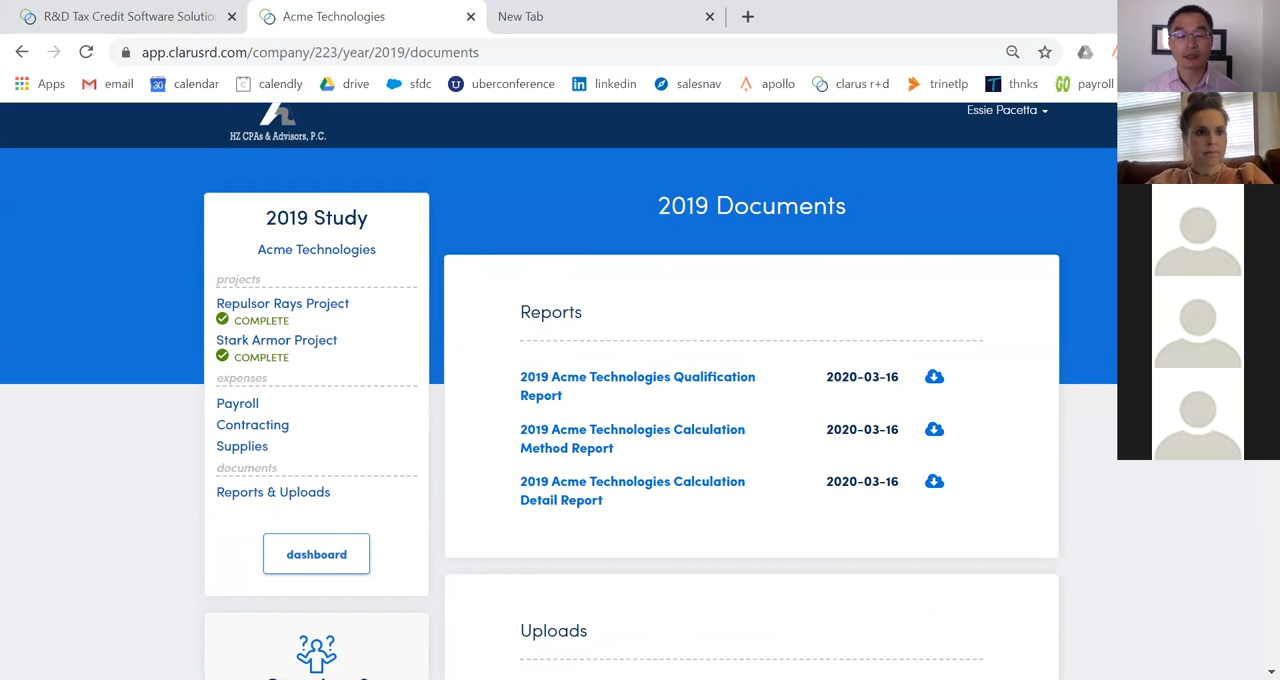 R&D Tax Credit Software Solution
Acme Technologies
New Tab
app.clarusrd.com/company/223/year/2019/documents
Apps
email
30
calendar
calendly
drive
sfdc
uberconference
linkedin
salesnav
apollo
clarus r+d
trinetlp
thnks
payroll
HZ CPAs & Advisors, P.C.
Essie Pacetta
2019 Study
Acme Technologies
projects
Repulsor Rays Project
COMPLETE
Stark Armor Project
COMPLETE
expenses
Payroll
Contracting
Supplies
documents
Reports & Uploads
dashboard
2019 Documents
Reports
2019 Acme Technologies Qualification
Report
2020-03-16
2019 Acme Technologies Calculation
Method Report
2020-03-16
2019 Acme Technologies Calculation
Detail Report
2020-03-16
Uploads